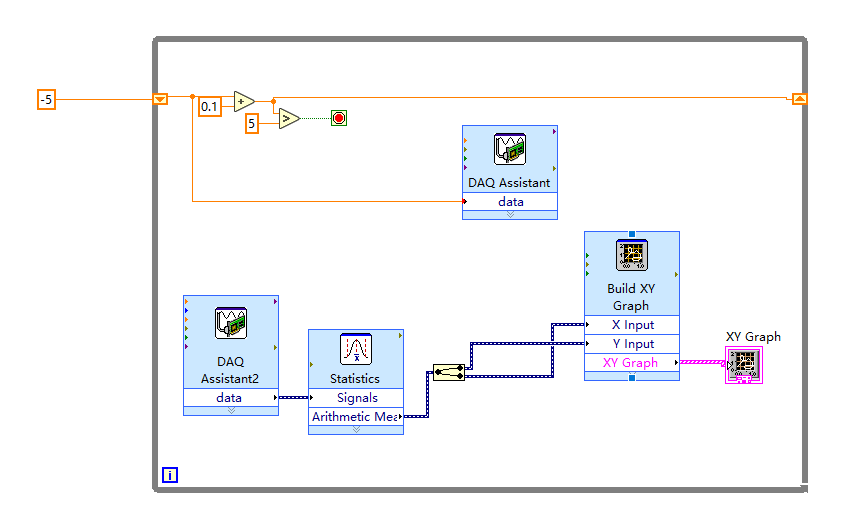 -5
0.1
+
5
>
DAQ Assistant
data
Build XY
Graph
X Input
Y Input
XY Graph
XY Graph
DAQ
Assistant2
data
Statistics
Signals
Arithmetic Mea
i